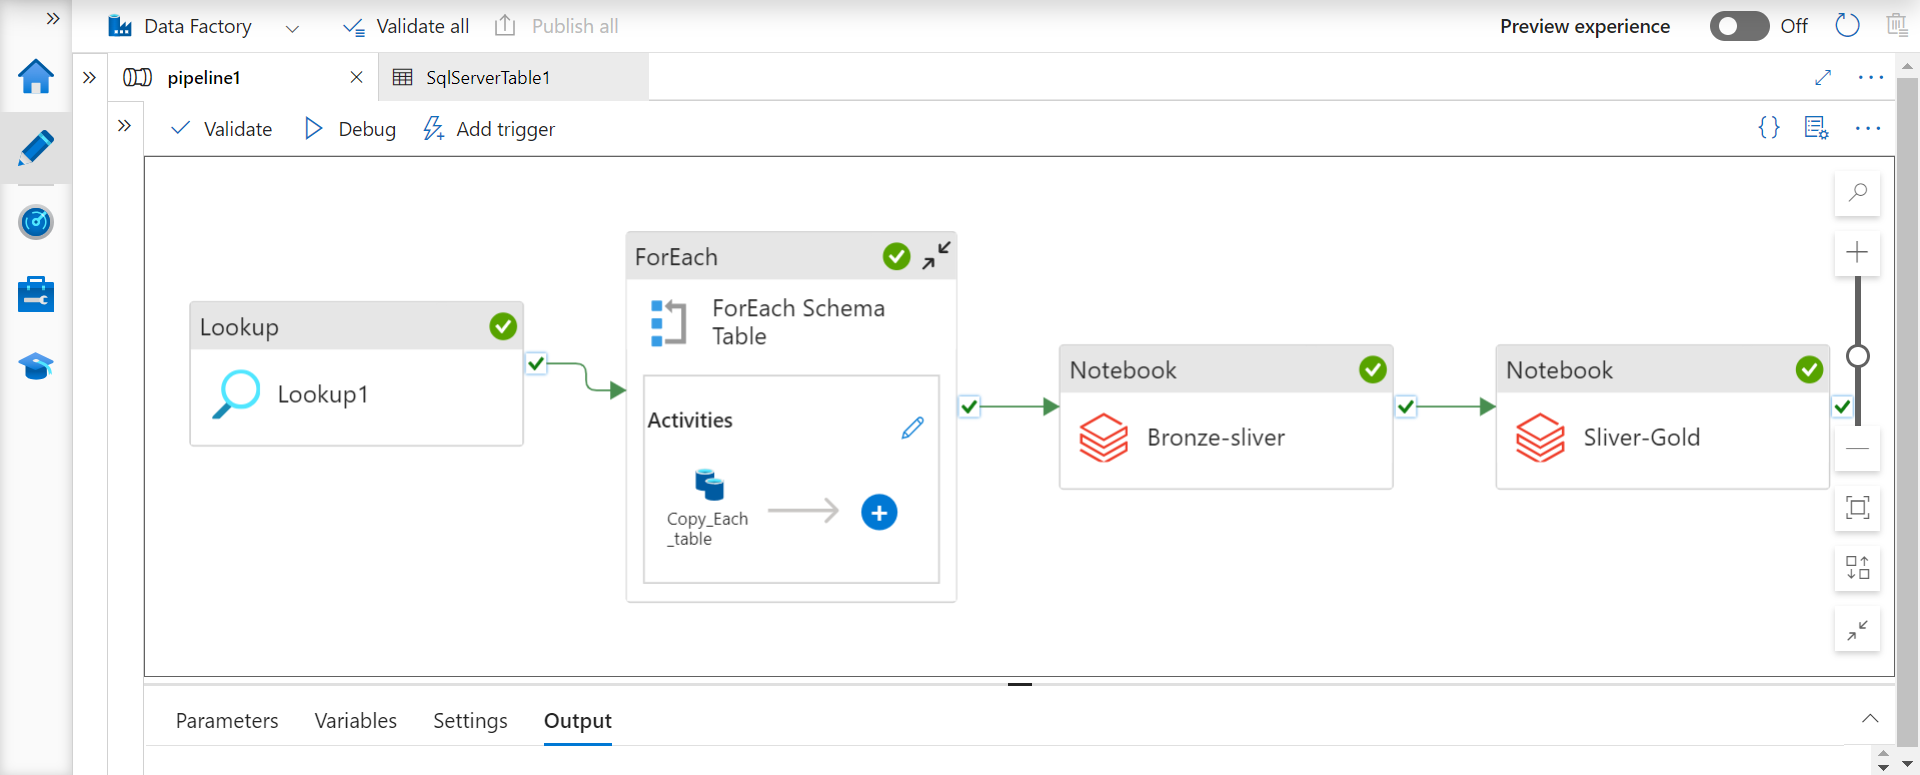 Data Factory
Validate all
Publish all
Preview experience
Off
pipeline1
SqlServerTable1
Validate
Debug
Add trigger
{}
Lookup
Lookup1
ForEach
ForEach Schema
Table
Activities
Copy_Each
_table
Notebook
Bronze-sliver
Notebook
Sliver-Gold
Parameters
Variables
Settings
Output